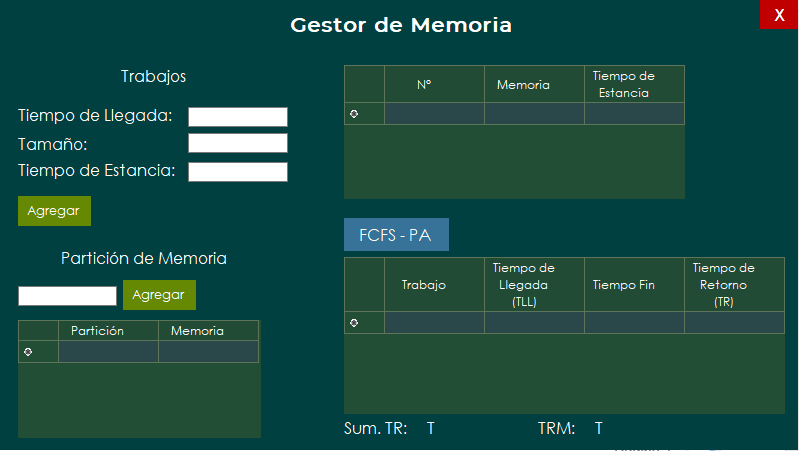 Gestor de Memoria
X
Trabajos
Tiempo de Llegada:
Tamaño:
Tiempo de Estancia:
Agregar
Nº
Memoria
Tiempo de
Estancia
Partición de Memoria
Agregar
Partición
Memoria
FCFS - PA
Trabajo
Tiempo de
Llegada
(TLL)
Tiempo Fin
Tiempo de
Retorno
(TR)
Sum. TR: T
TRM: T